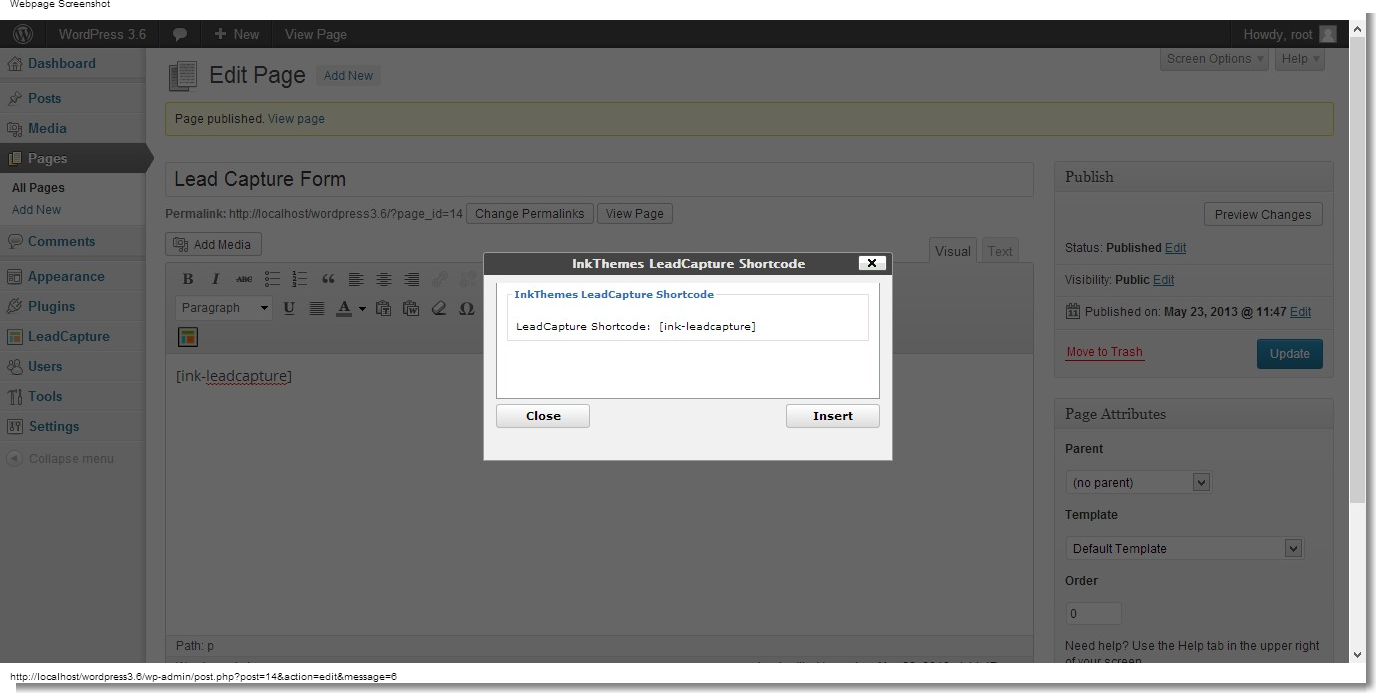 Webpage Screenshot
WordPress 3.6 + New View Page Howdy, root
Dashboard
Posts
Media
Pages
All Pages
Add New
Comments
Appearance
Plugins
LeadCapture
Users
Tools
Settings
Collapse menu
Screen Options Help
Edit Page Add New
Page published. View page
Lead Capture Form
Permalink: http://localhost/wordpress3.6/?page_id=14 Change Permalinks View Page
Add Media
Visual Text
B I ABC
Paragraph U A Ω
[ink-leadcapture]
Path: p
InkThemes LeadCapture Shortcode
InkThemes LeadCapture Shortcode
LeadCapture Shortcode: [ink-leadcapture]
Close Insert
Publish
Preview Changes
Status: Published Edit
Visibility: Public Edit
Published on: May 23, 2013 @ 11:47 Edit
Move to Trash Update
Page Attributes
Parent
(no parent)
Template
Default Template
Order
0
Need help? Use the Help tab in the upper right
of your screen
http://localhost/wordpress3.6/wp-admin/post.php?post=14&action=edit&message=6